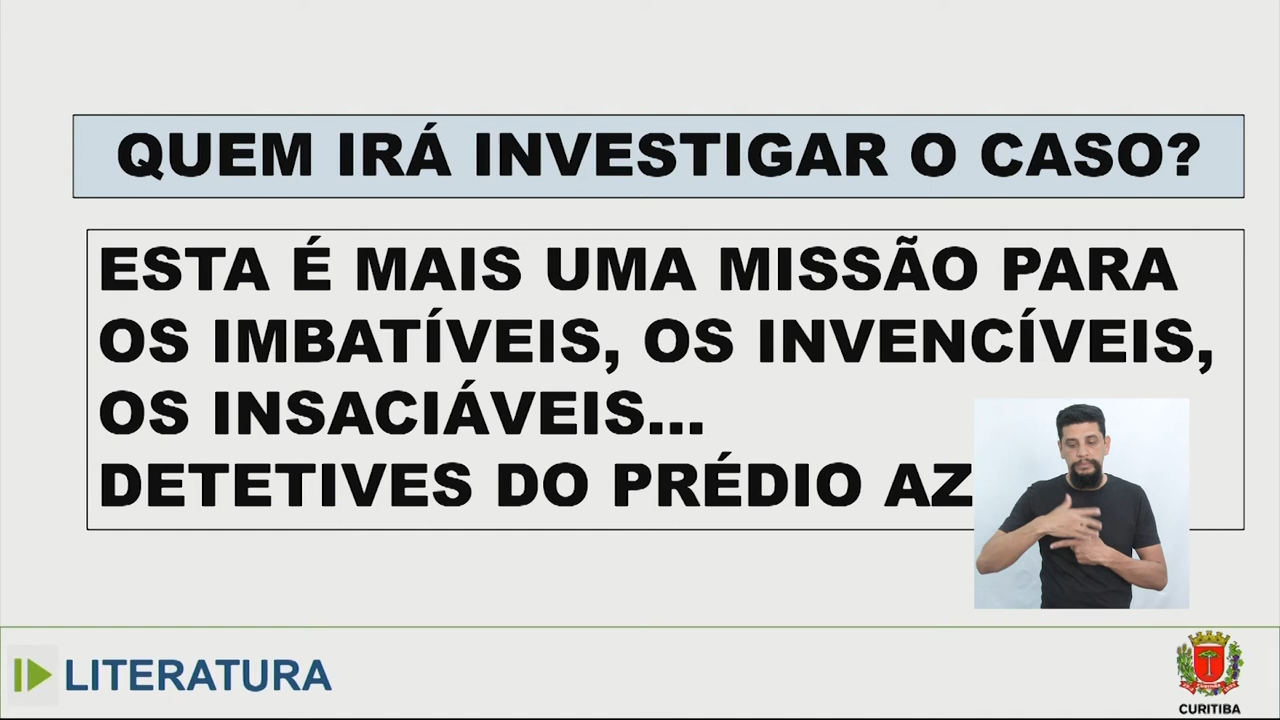 QUEM IRÁ INVESTIGAR O CASO?
ESTA É MAIS UMA MISSÃO PARA
OS IMBATÍVEIS, OS INVENCÍVEIS,
OS INSACIÁVEIS...
DETETIVES DO PRÉDIO AZ
LITERATURA
CURITIBA